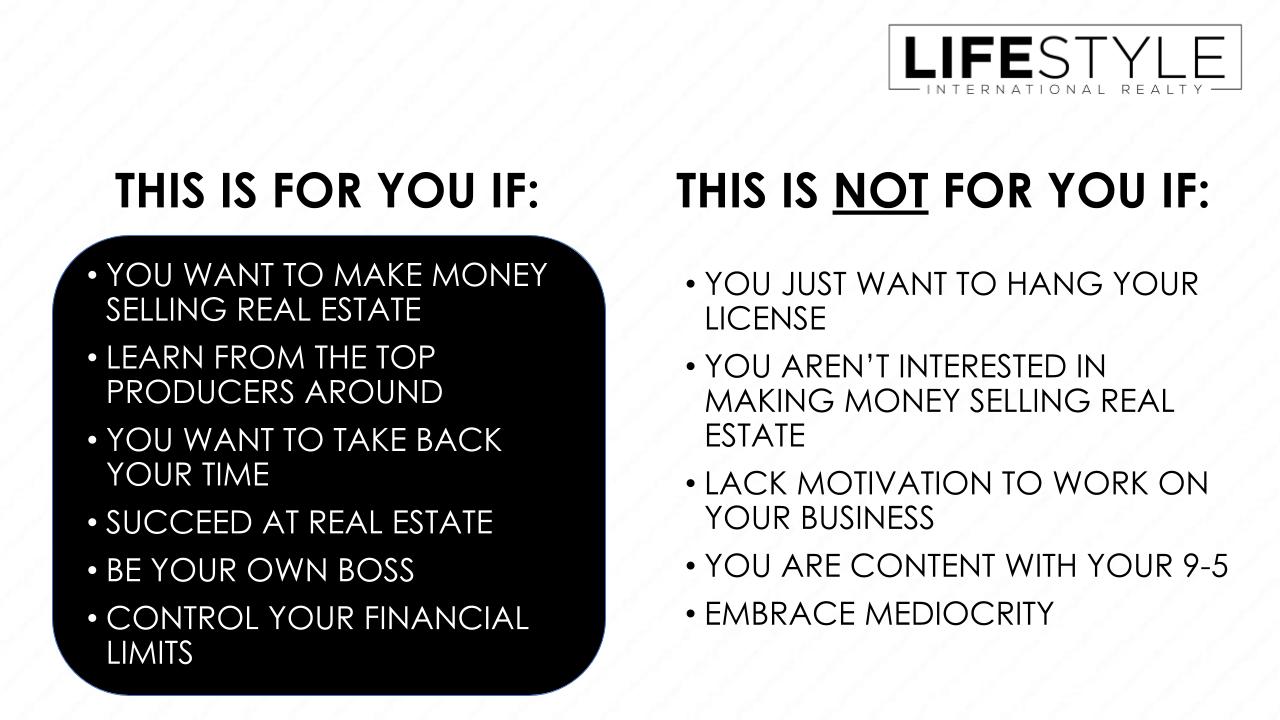 LIFESTYLE
INTERNATIONAL REALTY
THIS IS FOR YOU IF:
• YOU WANT TO MAKE MONEY
SELLING REAL ESTATE
• LEARN FROM THE TOP
PRODUCERS AROUND
• YOU WANT TO TAKE BACK
YOUR TIME
• SUCCEED AT REAL ESTATE
• BE YOUR OWN BOSS
• CONTROL YOUR FINANCIAL
LIMITS
THIS IS NOT FOR YOU IF:
• YOU JUST WANT TO HANG YOUR
LICENSE
• YOU AREN’T INTERESTED IN
MAKING MONEY SELLING REAL
ESTATE
• LACK MOTIVATION TO WORK ON
YOUR BUSINESS
• YOU ARE CONTENT WITH YOUR 9-5
• EMBRACE MEDIOCRITY